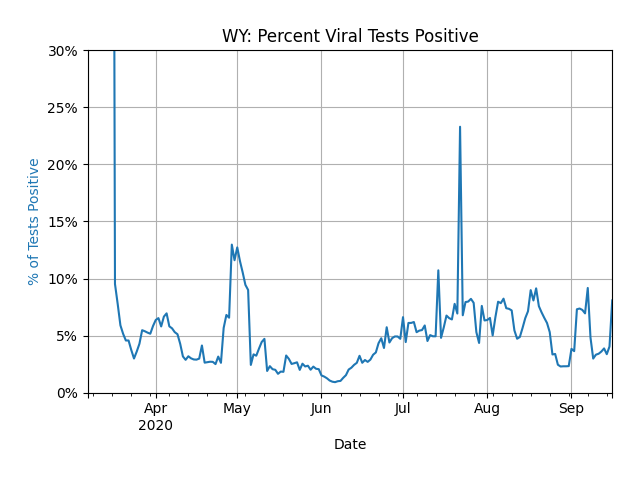 WY: Percent Viral Tests Positive
30%
25%
20%
15%
10%
5%
0%
% of Tests Positive
Apr May Jun Jul Aug Sep
2020
Date